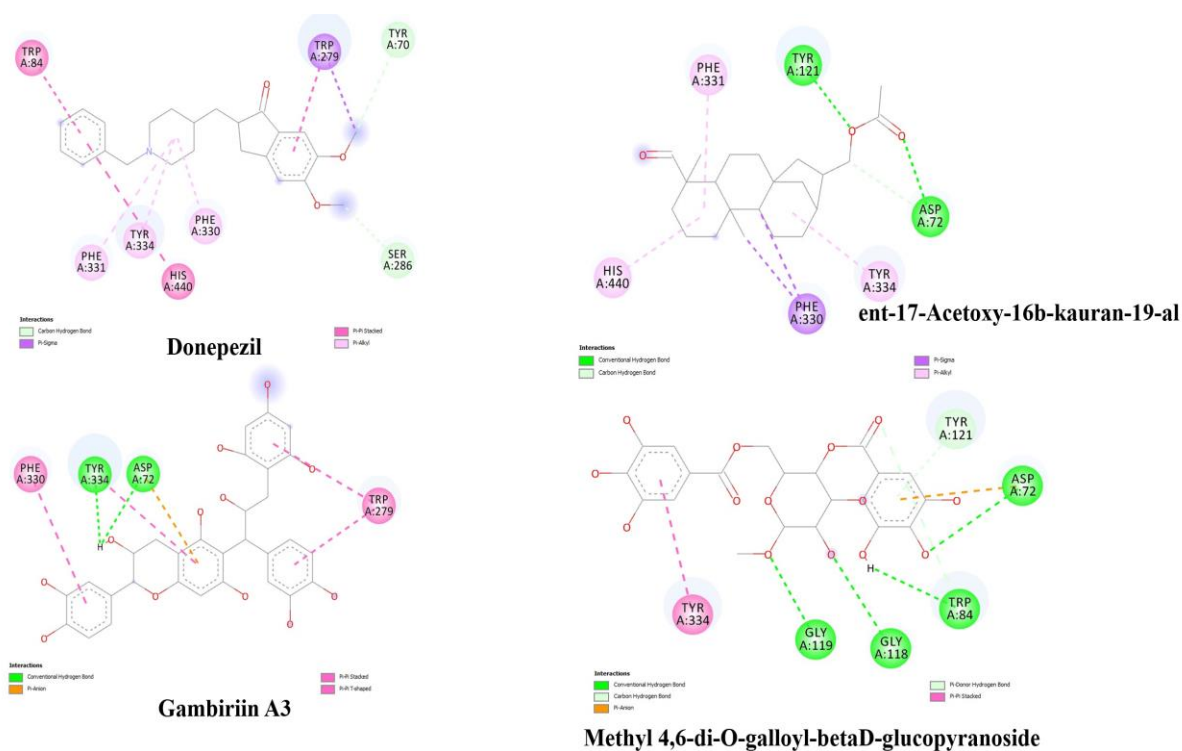 TRP
A:84
TRP
A:279
TYR
A:70
O
N
O
O
PHE
A:331
TYR
A:334
PHE
A:330
HIS
A:440
SER
A:286
Interactions
Carbon Hydrogen Bond
Pi-Sigma
Pi-Pi Stacked
Pi-Alkyl
Donepezil
PHE
A:331
TYR
A:121
O
O
O
ASP
A:72
HIS
A:440
TYR
A:334
PHE
A:330
ent-17-Acetoxy-16b-kauran-19-al
Interactions
Conventional Hydrogen Bond
Carbon Hydrogen Bond
Pi-Sigma
Pi-Alkyl
PHE
A:330
TYR
A:334
ASP
A:72
TRP
A:279
O
O
O
O
O
H
O
O
O
O
O
O
O
O
Interactions
Conventional Hydrogen Bond
Pi-Anion
Pi-Pi Stacked
Pi-Pi T-shaped
Gambiriin A3
TYR
A:121
ASP
A:72
O
O
O
O
O
O
O
O
O
O
O
O
O
O
H
TYR
A:334
GLY
A:119
GLY
A:118
TRP
A:84
Interactions
Conventional Hydrogen Bond
Carbon Hydrogen Bond
Pi-Anion
Pi-Donor Hydrogen Bond
Pi-Pi Stacked
Methyl 4,6-di-O-galloyl-betaD-glucopyranoside